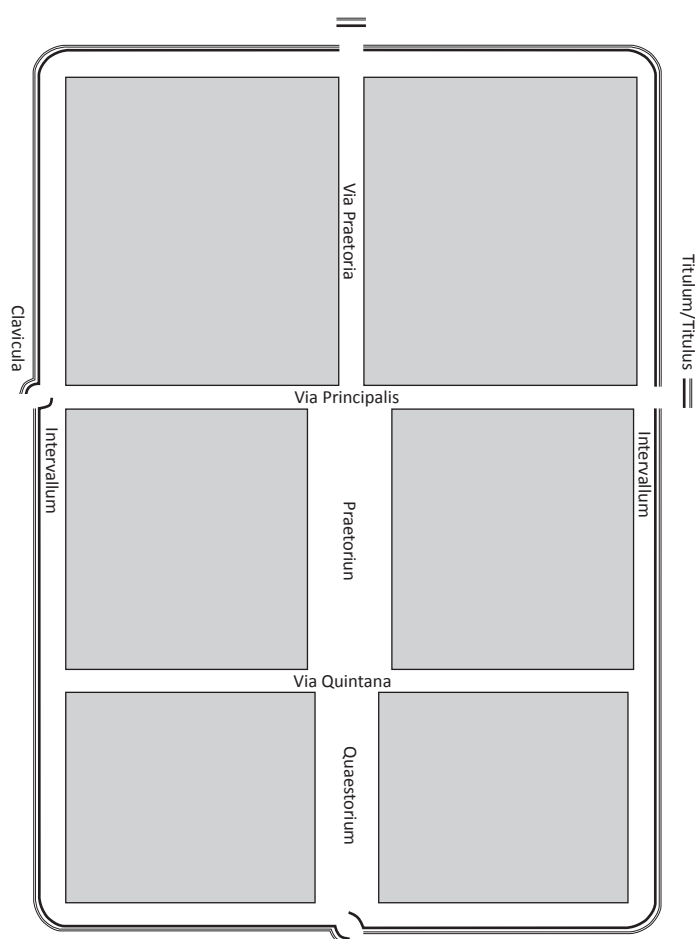 Via Praetoria
Titulum/Titulus
Clavicula
Via Principalis
Intervallum
Intervallum
Praetoriun
Via Quintana
Quaestorium